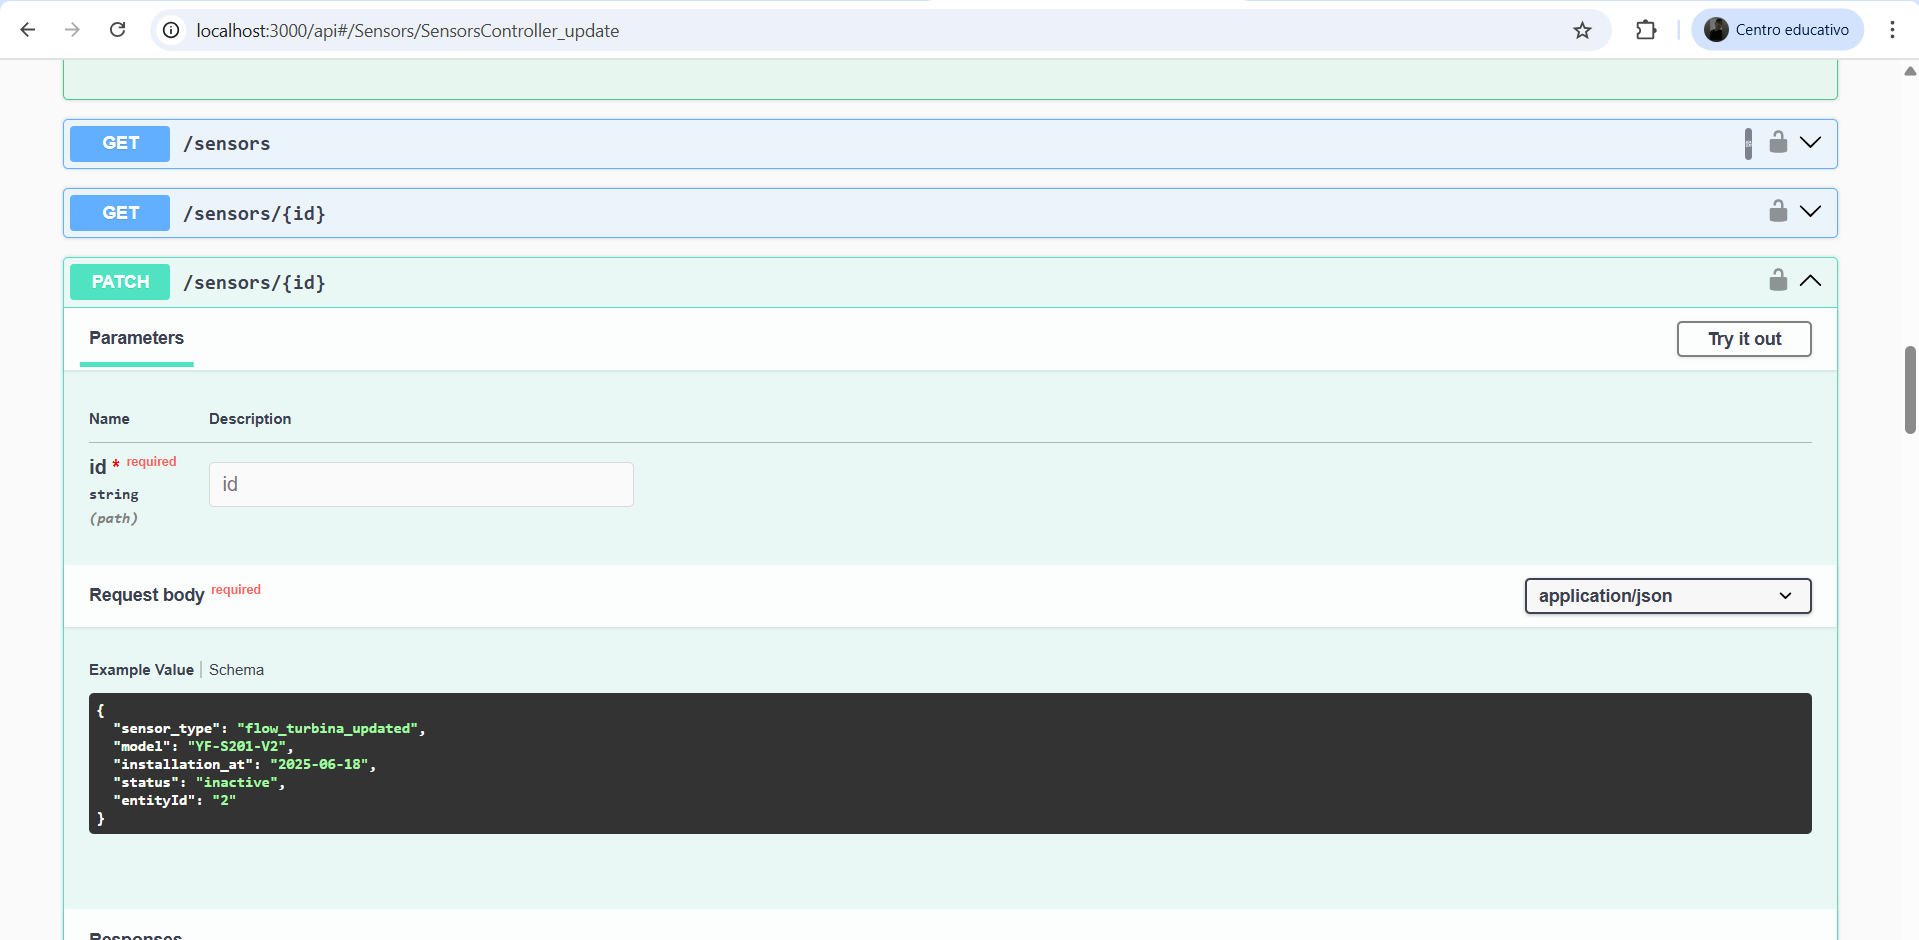 localhost:3000/api#/Sensors/SensorsController_update
Centro educativo
GET /sensors
GET /sensors/{id}
PATCH /sensors/{id}
Parameters
Try it out
Name Description
id * required
string
(path)
id
Request body required
application/json
Example Value Schema
{
"sensor_type": "flow_turbina_updated",
"model": "YF-S201-V2",
"installation_at": "2025-06-18",
"status": "inactive",
"entityId": "2"
}
Responses